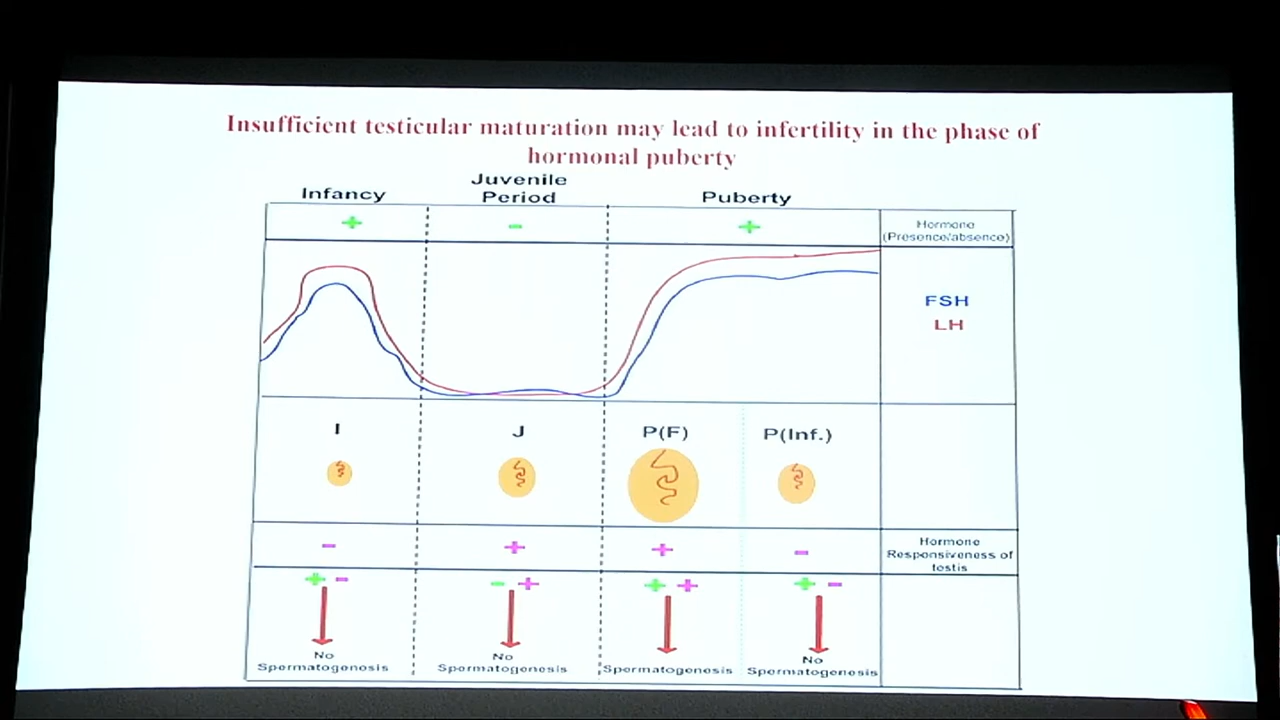 Insufficient testicular maturation may lead to infertility in the phase of
hormonal puberty
Infancy
Juvenile
Period
Puberty
+
-
+
Hormone
(Presence/absence)
FSH
LH
I
J
P(F)
P(Inf.)
-
+
+
-
Hormone
Responsiveness of
testis
+ -
- +
+ +
+ -
No
Spermatogenesis
No
Spermatogenesis
Spermatogenesis
No
Spermatogenesis